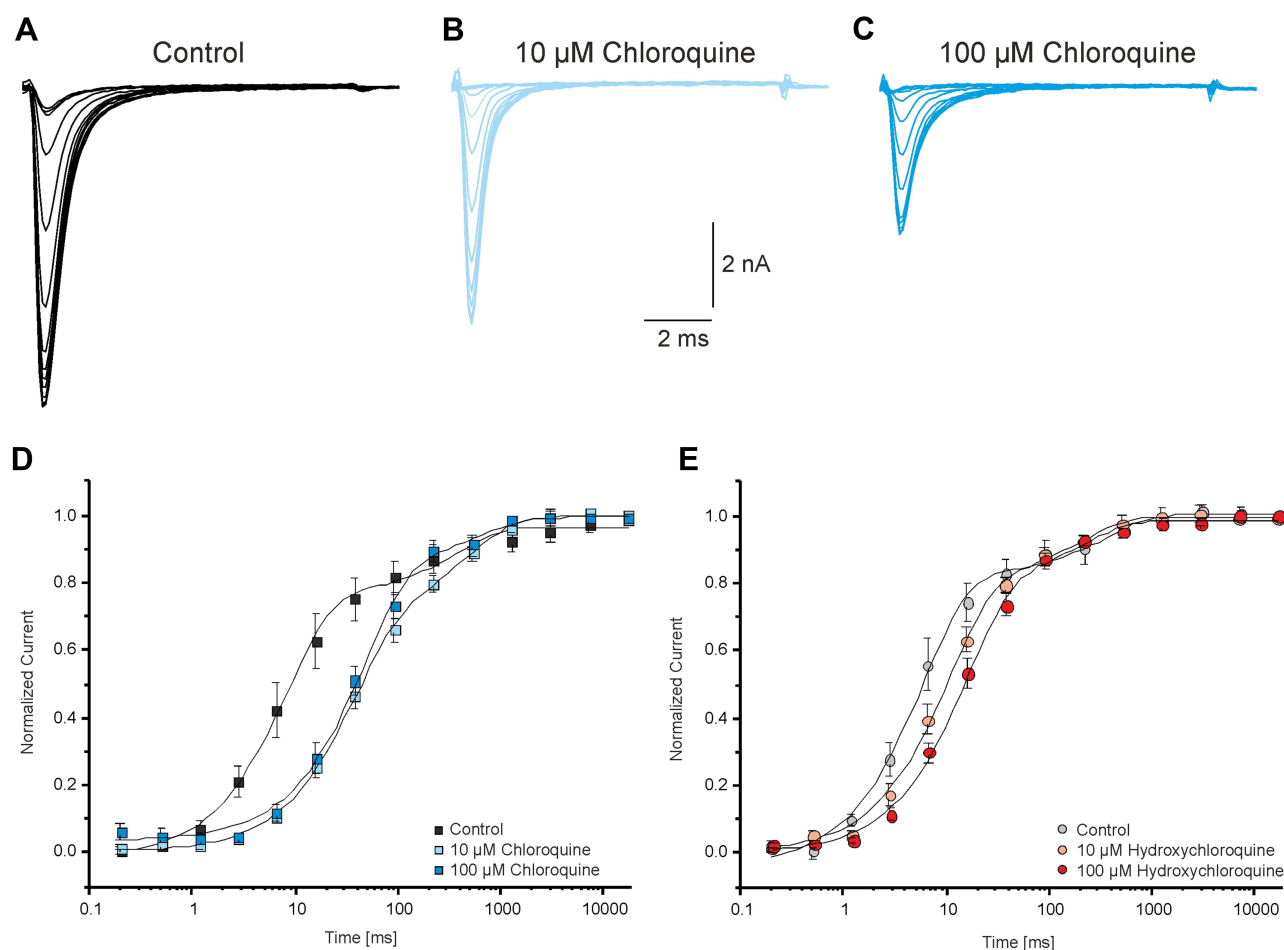 A
Control
B
10 µM Chloroquine
C
100 µM Chloroquine
2 nA
2 ms
D
Normalized Current
1.0
0.8
0.6
0.4
0.2
0.0
Control
10 µM Chloroquine
100 µM Chloroquine
0.1
1
10
100
1000
10000
Time [ms]
E
Normalized Current
1.0
0.8
0.6
0.4
0.2
0.0
Control
10 µM Hydroxychloroquine
100 µM Hydroxychloroquine
0.1
1
10
100
1000
10000
Time [ms]